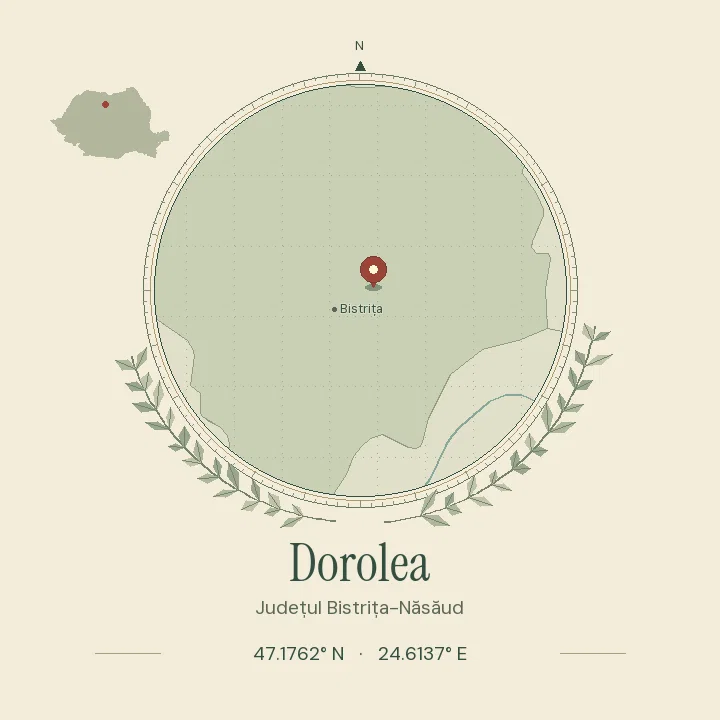 N
Bistrița
Dorolea
Județul Bistrița-Năsăud
47.1762° N · 24.6137° E